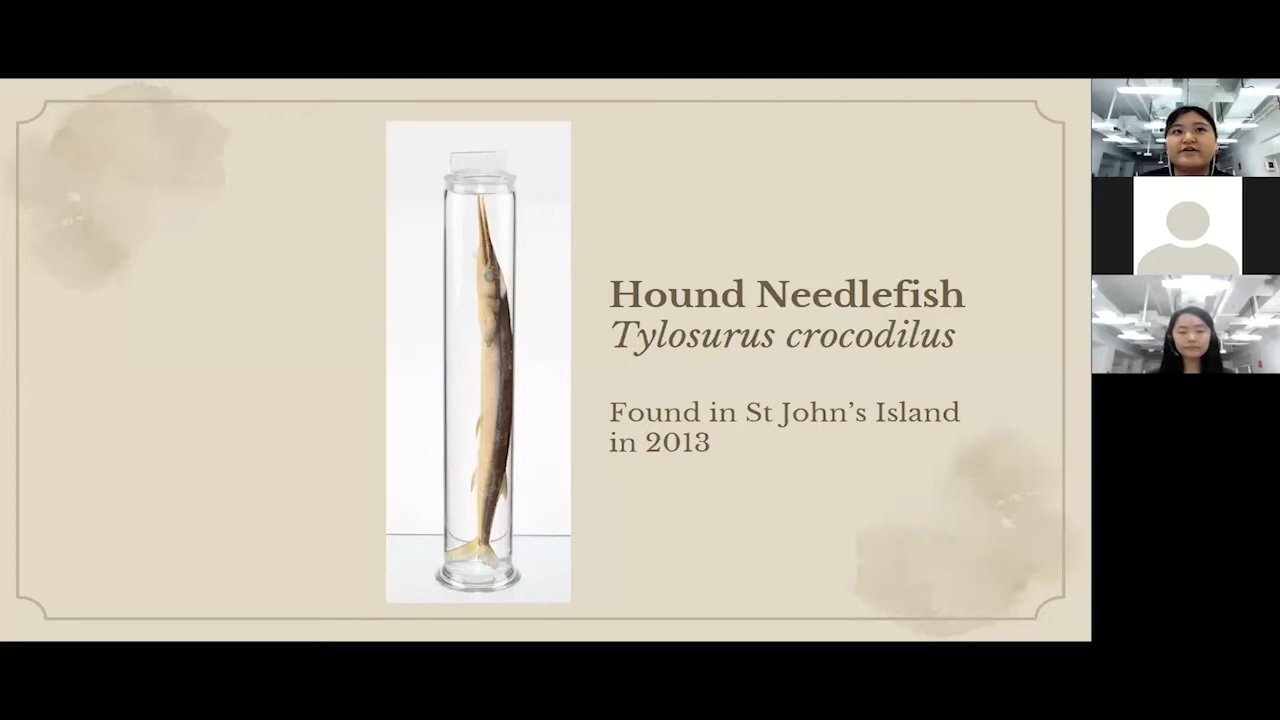 Hound Needlefish
Tylosurus crocodilus
Found in St John's Island
in 2013